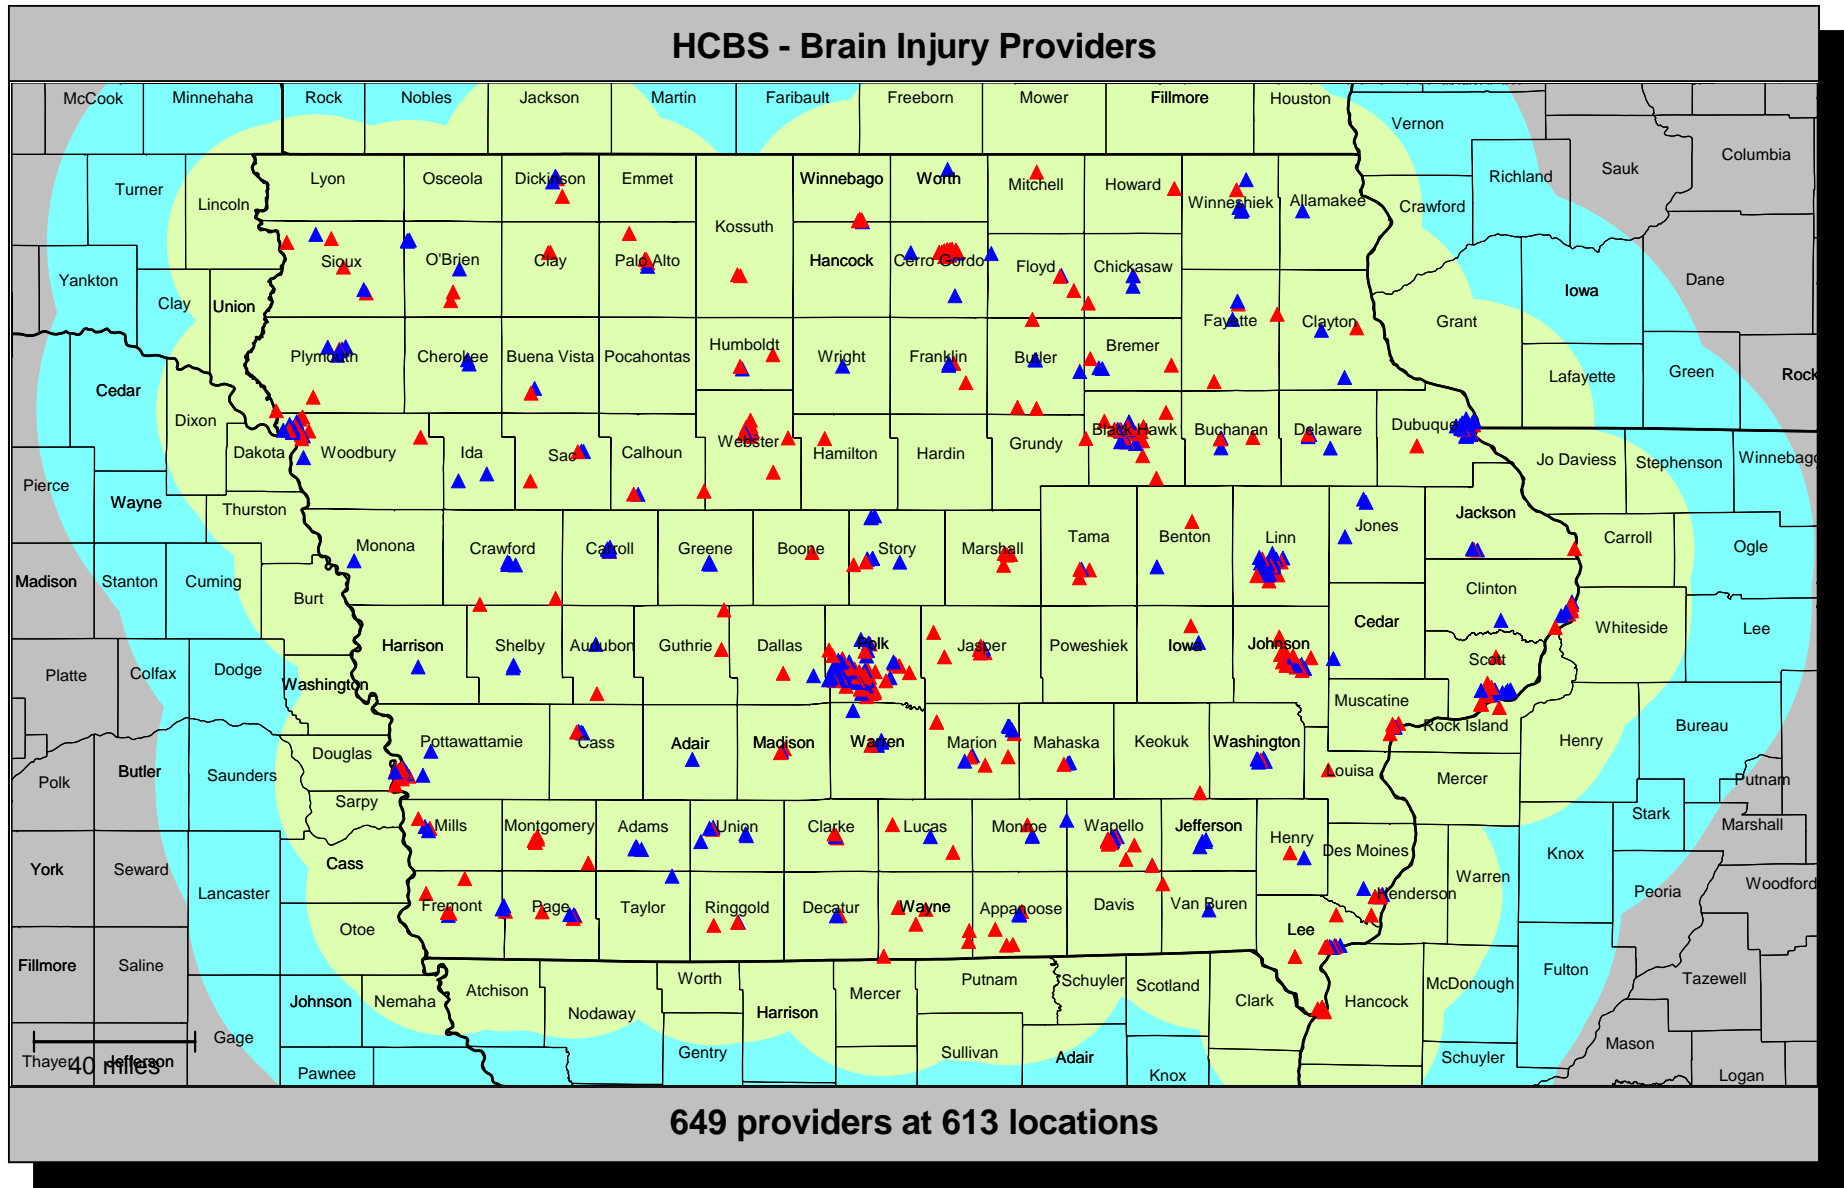 HCBS - Brain Injury Providers
McCook Minnehaha Rock Nobles Jackson Martin Faribault Freeborn Mower Fillmore Houston
Vernon
Columbia
Sauk
Richland
Turner Lyon Osceola Dickinson Emmet Winnebago Worth Mitchell Howard
Lincoln Winneshiek Allamakee Crawford
Kossuth
Yankton Sioux O'Brien Clay Palo Alto Hancock Cerro Gordo Floyd Chickasaw Dane
Clay Union Iowa
Fayette Clayton Grant
Plymouth Cherokee Buena Vista Pocahontas Humboldt Wright Franklin Butler Bremer
Cedar Lafayette Green Rock
Dixon
Dakota Woodbury Ida Sac Calhoun Webster Hamilton Hardin Grundy Black Hawk Buchanan Delaware Dubuque
Jo Daviess Stephenson Winnebago
Pierce
Wayne Thurston Jackson
Monona Crawford Carroll Greene Boone Story Marshall Tama Benton Linn Jones Carroll Ogle
Madison Stanton Cuming Burt Clinton
Whiteside Lee
Harrison Shelby Audubon Guthrie Dallas Polk Jasper Poweshiek Iowa Johnson Cedar
Scott
Platte Colfax Dodge
Washington
Muscatine
Rock Island Bureau
Pottawattamie Cass Adair Madison Warren Marion Mahaska Keokuk Washington Henry
Douglas
Polk Butler Saunders Louisa Mercer Putnam
Sarpy
Mills Montgomery Adams Union Clarke Lucas Monroe Wapello Jefferson Henry Stark Marshall
Des Moines Knox
York Seward Cass Warren
Lancaster Henderson Peoria Woodford
Fremont Page Taylor Ringgold Decatur Wayne Appanoose Davis Van Buren
Otoe Lee
Fillmore Saline Fulton Tazewell
Johnson Nemaha Atchison Worth Mercer Putnam Schuyler Scotland Clark Hancock McDonough
Nodaway Harrison
Gage
Gentry Sullivan Adair Schuyler Mason
Thayer Jefferson
40 miles
Pawnee Knox Logan
649 providers at 613 locations